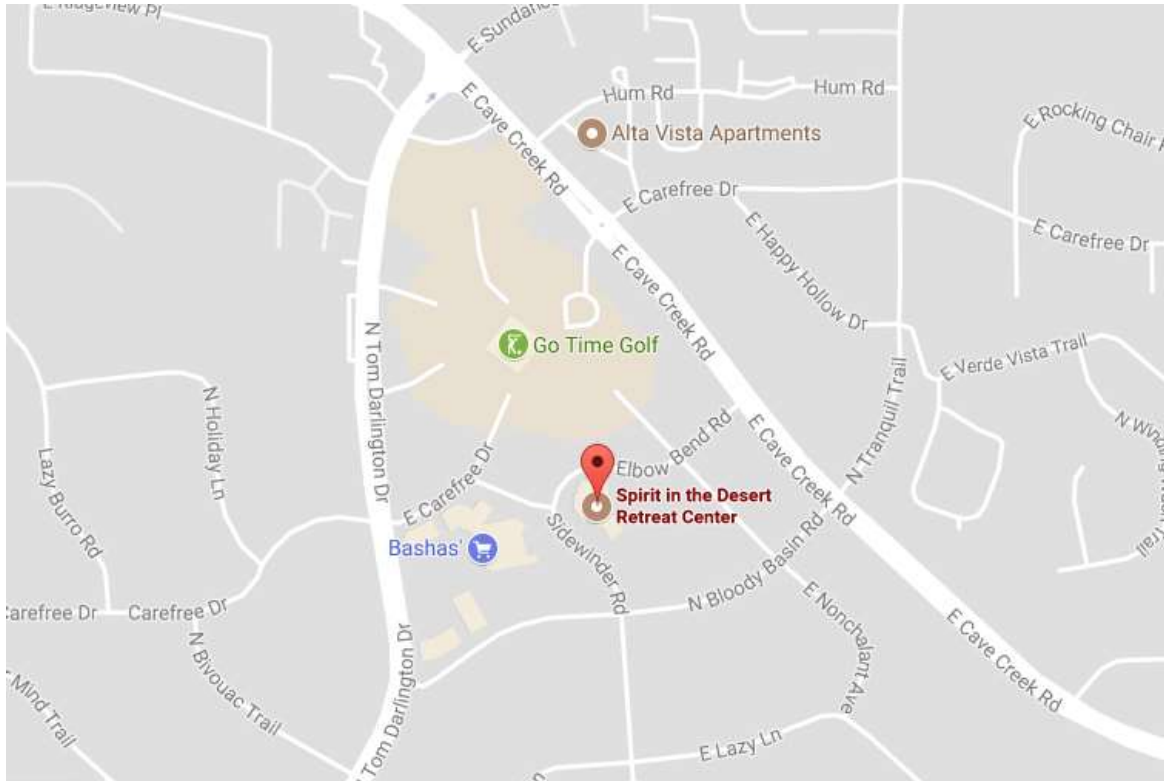 E Ridgeview Pl
E Sundance
E Cave Creek Rd
Hum Rd
Hum Rd
Alta Vista Apartments
E Rocking Chair
E Carefree Dr
E Carefree Dr
E Happy Hollow Dr
E Cave Creek Rd
N Tom Darlington Dr
Go Time Golf
E Verde Vista Trail
N Holiday Ln
Lazy Burro Rd
E Carefree Dr
Elbow Bend Rd
E Cave Creek Rd
N Tranquil Trail
Spirit in the Desert
Retreat Center
Bashas'
Sidewinder Rd
N Bloody Basin Rd
E Nonchalant Ave
E Cave Creek Rd
Carefree Dr
Carefree Dr
N Bivouac Trail
E Mind Trail
Tom Darlington Dr
E Lazy Ln
Trail